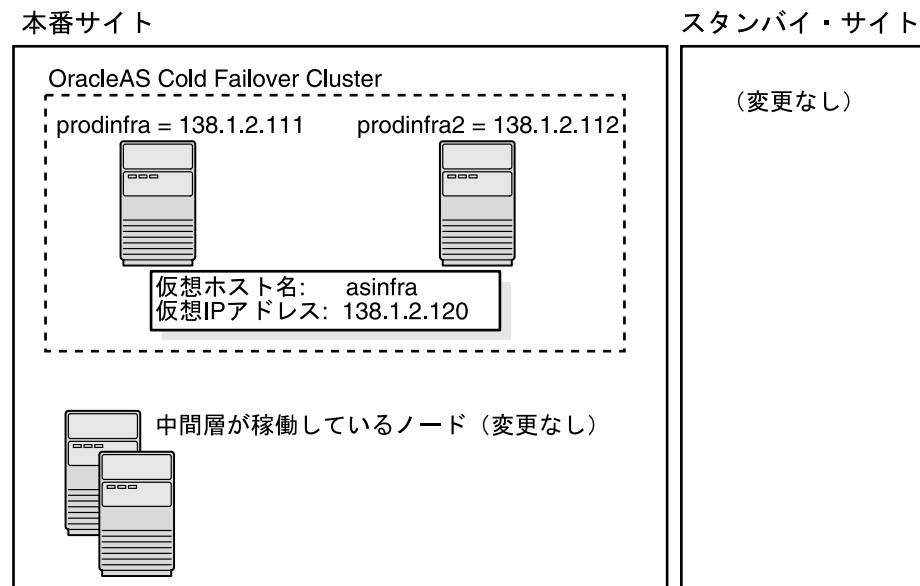 本番サイト
スタンバイ・サイト
OracleAS Cold Failover Cluster
prodinfra = 138.1.2.111
prodinfra2 = 138.1.2.112
仮想ホスト名: asinfra
仮想IPアドレス: 138.1.2.120
中間層が稼働しているノード（変更なし）
（変更なし）